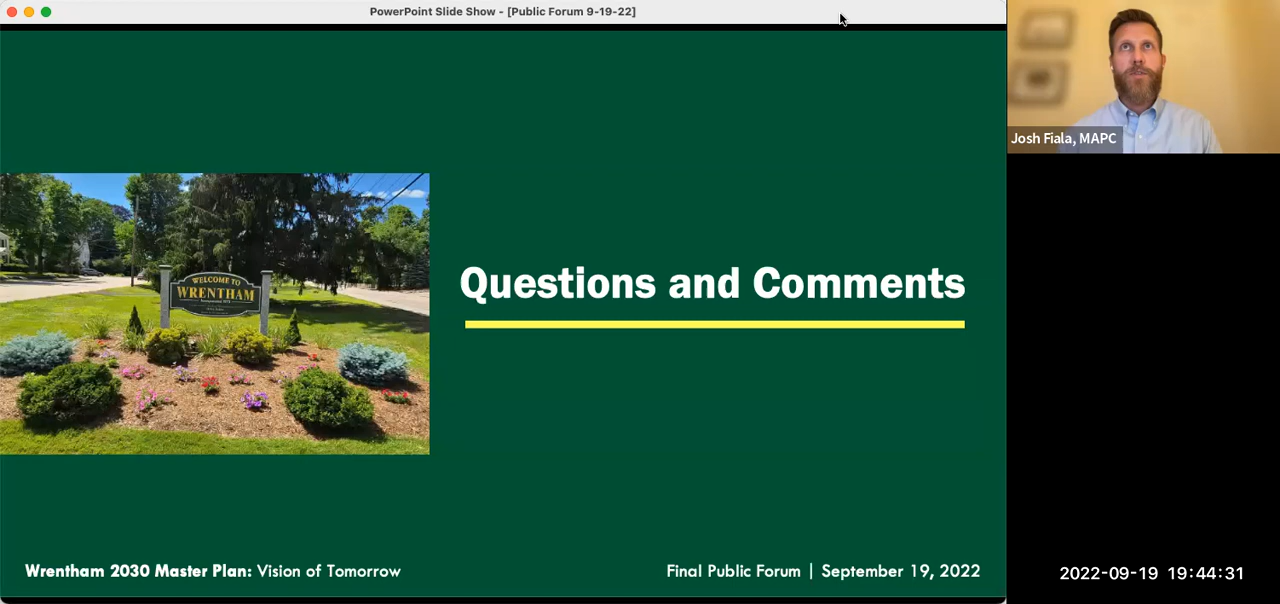 PowerPoint Slide Show - [Public Forum 9-19-22]
Josh Fiala, MAPC
WELCOME TO
WRENTHAM
Questions and Comments
Wrentham 2030 Master Plan: Vision of Tomorrow
Final Public Forum | September 19, 2022
2022-09-19 19:44:31